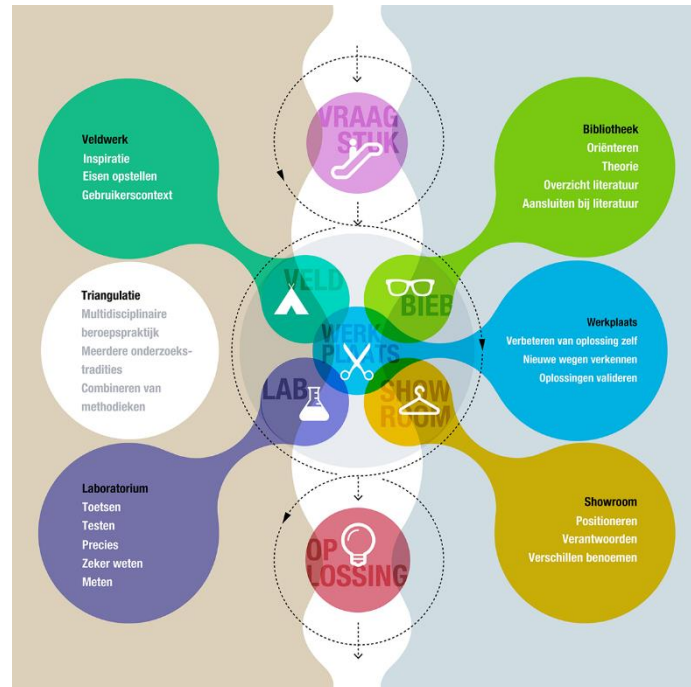 VRAAG
STUK
Veldwerk
Inspiratie
Eisen opstellen
Gebruikerscontext
Bibliotheek
Oriënteren
Theorie
Overzicht literatuur
Aansluiten bij literatuur
VELD
BIEB
Triangulatie
Multidisciplinaire
beroepspraktijk
Meerdere onderzoeks-
tradities
Combineren van
methodieken
WERK
PLAATS
Werkplaats
Verbeteren van oplossing zelf
Nieuwe wegen verkennen
Oplossingen valideren
LAB
SHOW
ROOM
Laboratorium
Toetsen
Testen
Precies
Zeker weten
Meten
Showroom
Positioneren
Verantwoorden
Verschillen benoemen
OP
LOSSING